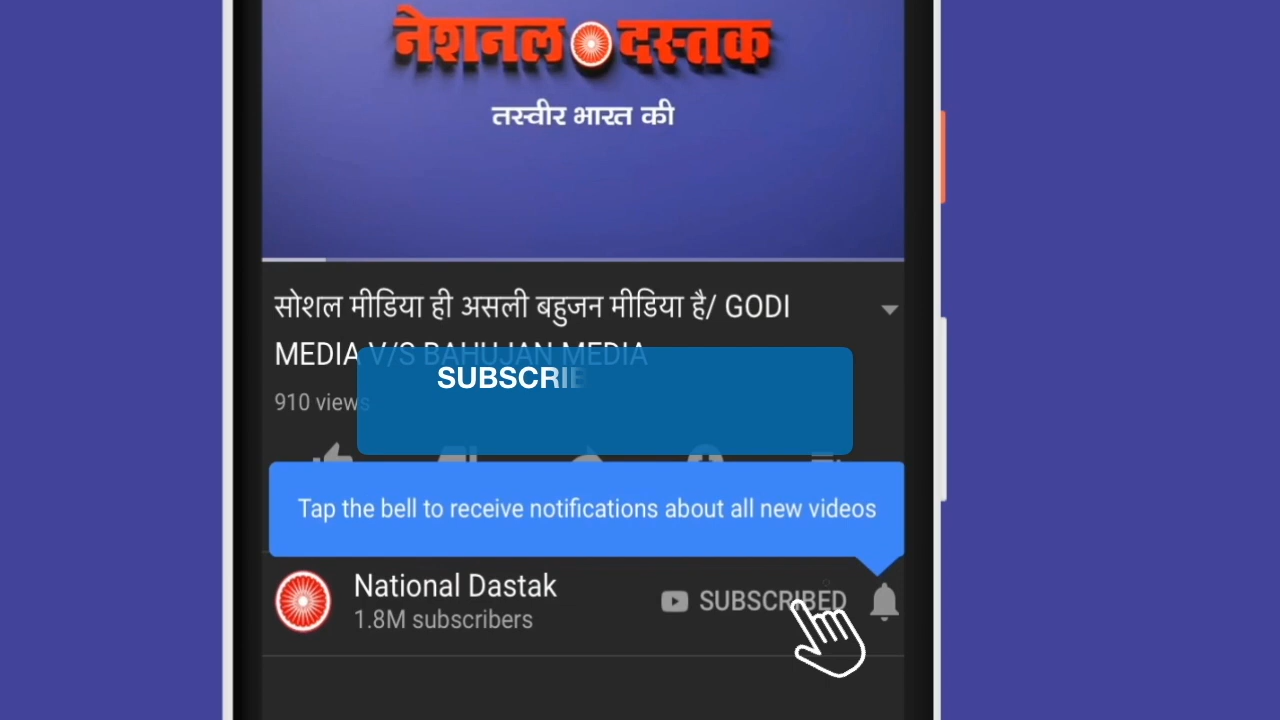 नेशनल दस्तक
तस्वीर भारत की
सोशल मीडिया ही असली बहुजन मीडिया है/ GODI
MEDIA V/S BAHUJAN MEDIA
SUBSCRIB
910 views
Tap the bell to receive notifications about all new videos
National Dastak
SUBSCRIBED
1.8M subscribers